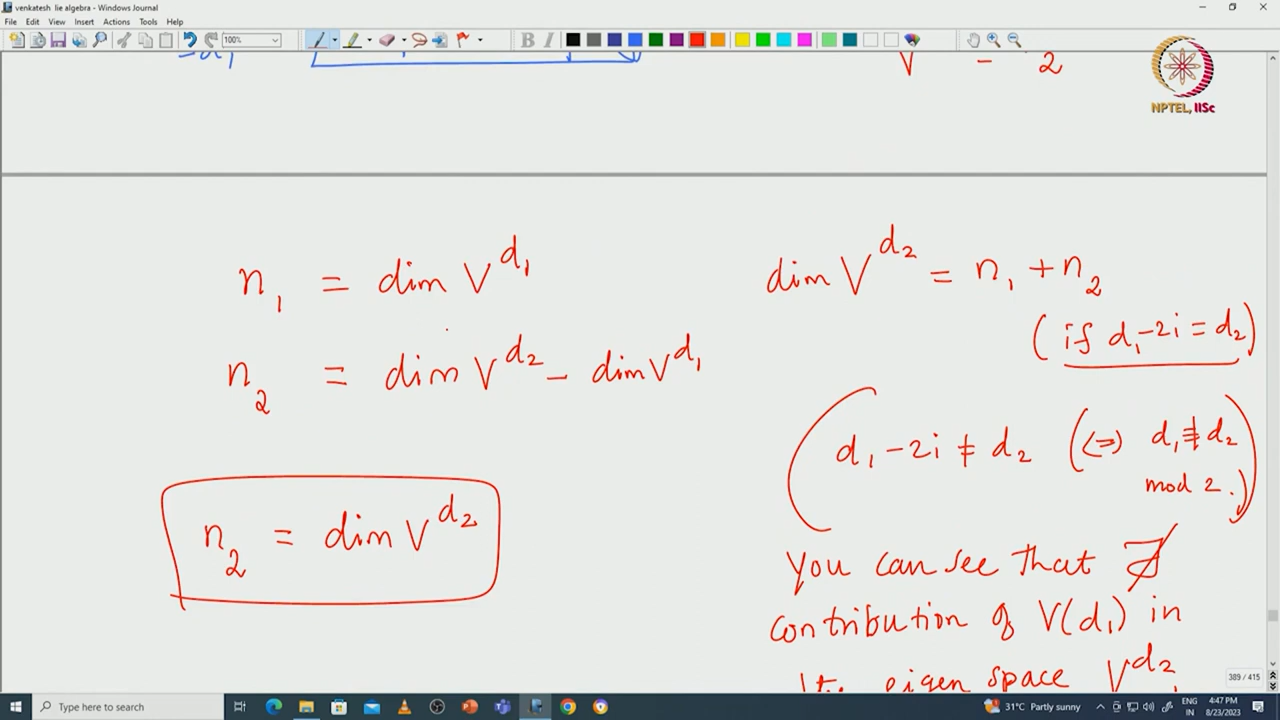 venkatesh lie algebra - Windows Journal
File Edit View Insert Actions Tools Help
100%
B I
= d₁
V = 2
NPTEL, IISc
n₁ = dim V^{d₁}
n₂ = dim V^{d₂} - dim V^{d₁}
n₂ = dim V^{d₂}
dim V^{d₂} = n₁ + n₂
(if d₁-2i = d₂)
(d₁-2i ≠ d₂ (⇔ d₁ ≢ d₂
mod 2.))
You can see that ∄
contribution of V(d₁) in
the eigen space V^{d₂}
389 / 415
Type here to search
31°C Partly sunny
ENG
IN
4:47 PM
8/23/2023